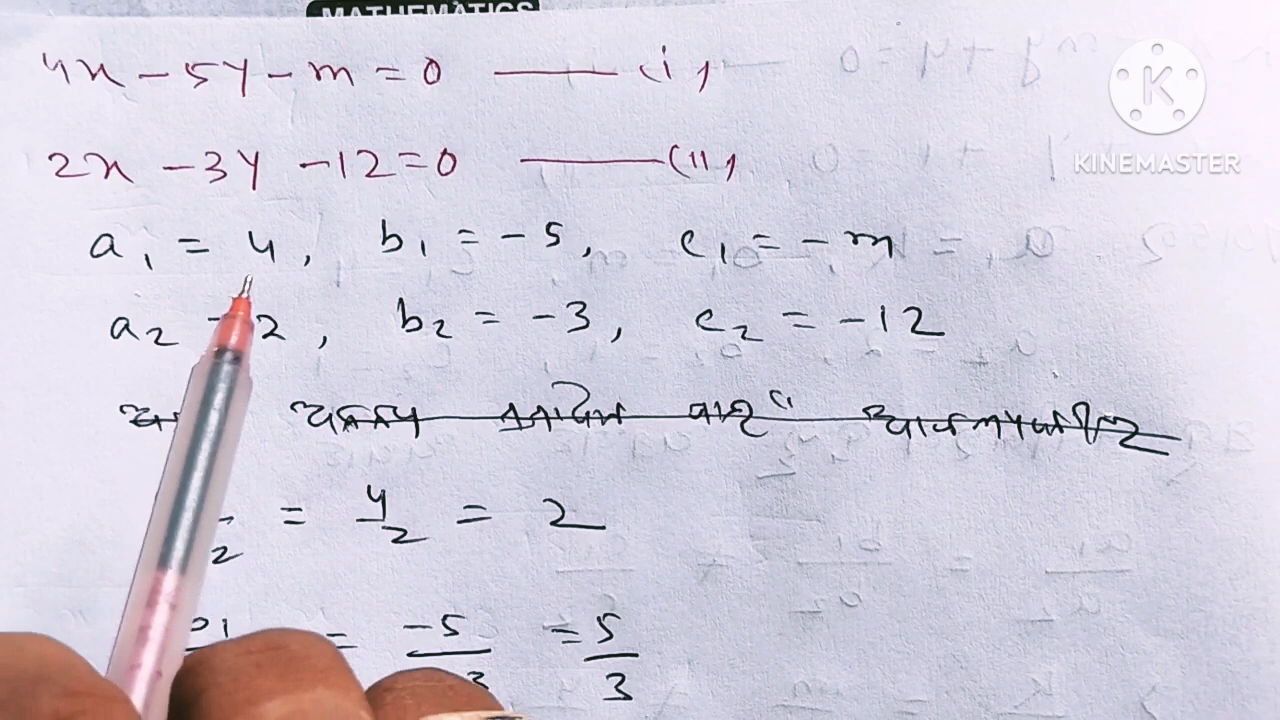 MATHEMATICS
4x - 5y - m = 0 —— (i)
KINEMASTER
2x - 3y - 12 = 0 —— (ii)
a₁ = 4, b₁ = -5, c₁ = -m
a₂ = 2, b₂ = -3, c₂ = -12
= 4/2 = 2
= -5/-3 = 5/3